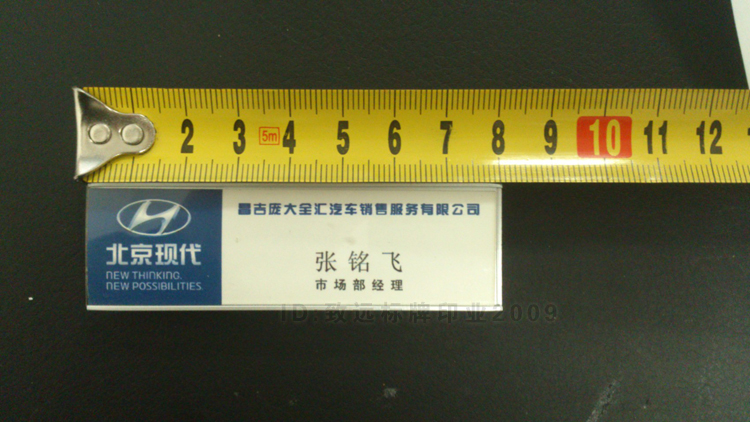 2 3 5m 4 5 6 7 8 9 10 11 12
昌吉庞大全汇汽车销售服务有限公司
北京现代
NEW THINKING.
NEW POSSIBILITIES.
张铭飞
市场部经理
ID:致远标牌印业2009